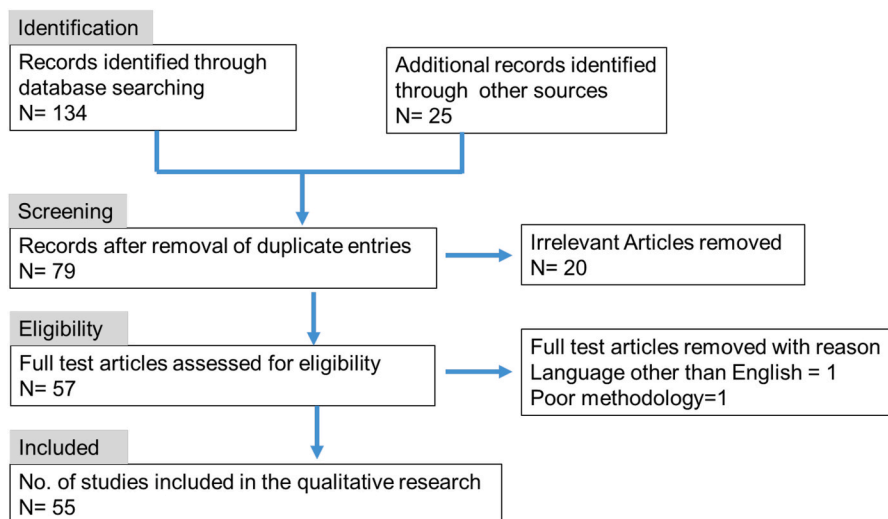 Identification
Records identified through
database searching
N= 134
Additional records identified
through other sources
N= 25
Screening
Records after removal of duplicate entries
N= 79
Irrelevant Articles removed
N= 20
Eligibility
Full test articles assessed for eligibility
N= 57
Full test articles removed with reason
Language other than English = 1
Poor methodology=1
Included
No. of studies included in the qualitative research
N= 55